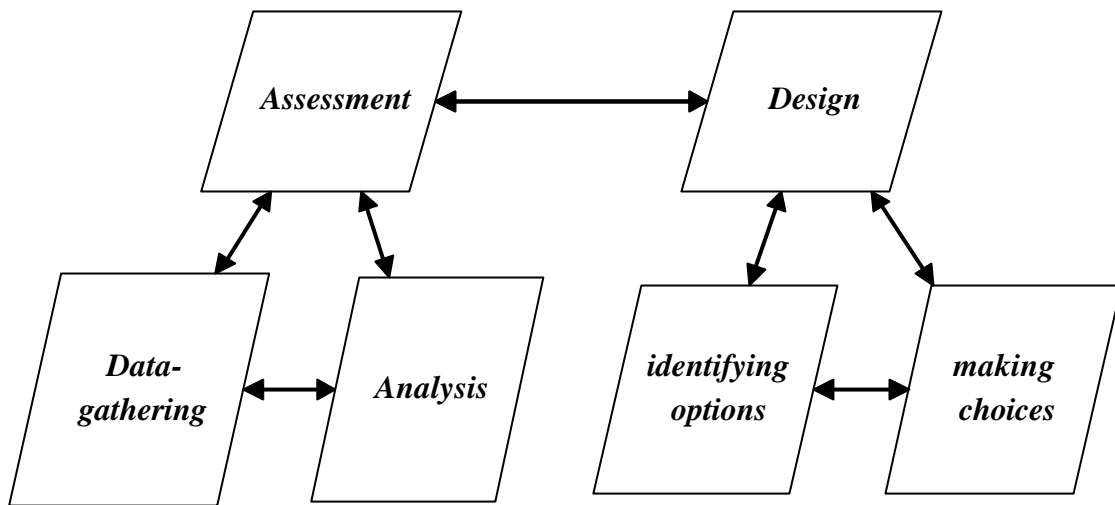 Assessment
Design
Data-
gathering
Analysis
identifying
options
making
choices